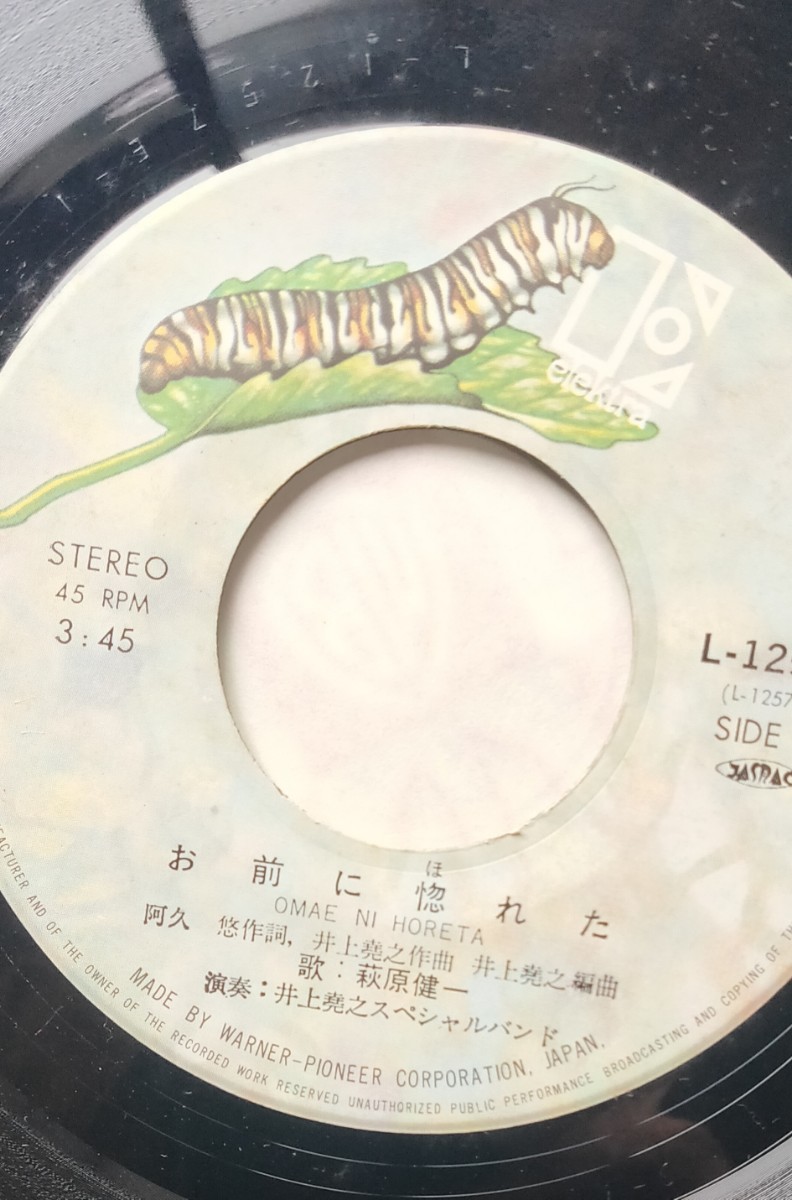 L-1257E1
elektra
STEREO
45 RPM
3:45
L-125
(L-1257
SIDE
JASRAC
お前に惚れた
ほ
OMAE NI HORETA
阿久 悠作詞, 井上堯之作曲 井上堯之編曲
歌:萩原健一
演奏:井上堯之スペシャルバンド
MADE BY WARNER-PIONEER CORPORATION, JAPAN.
FACTURER AND OF THE OWNER OF THE RECORDED WORK RESERVED UNAUTHORIZED PUBLIC PERFORMANCE BROADCASTING AND COPYING OF TH